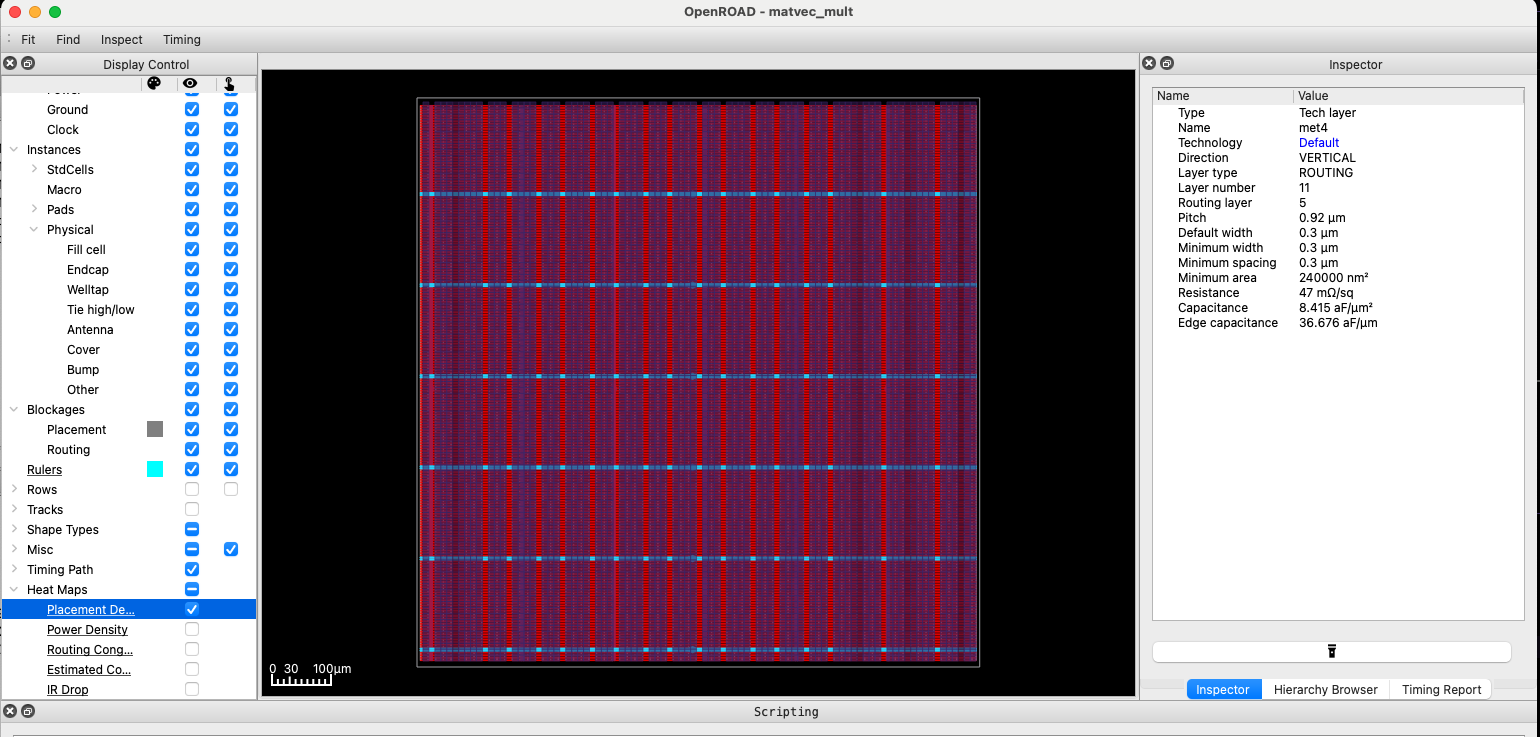 OpenROAD - matvec_mult
Fit Find Inspect Timing
Display Control
Ground
Clock
Instances
StdCells
Macro
Pads
Physical
Fill cell
Endcap
Welltap
Tie high/low
Antenna
Cover
Bump
Other
Blockages
Placement
Routing
Rulers
Rows
Tracks
Shape Types
Misc
Timing Path
Heat Maps
Placement De...
Power Density
Routing Cong...
Estimated Co...
IR Drop
0 30 100μm
Inspector
Name Value
Type Tech layer
Name met4
Technology Default
Direction VERTICAL
Layer type ROUTING
Layer number 11
Routing layer 5
Pitch 0.92 μm
Default width 0.3 μm
Minimum width 0.3 μm
Minimum spacing 0.3 μm
Minimum area 240000 nm²
Resistance 47 mΩ/sq
Capacitance 8.415 aF/μm²
Edge capacitance 36.676 aF/μm
Inspector Hierarchy Browser Timing Report
Scripting